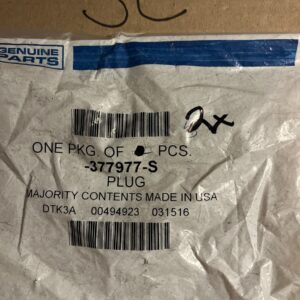 GENUINE
PARTS
2x
ONE PKG. OF PCS.
-377977-S
PLUG
MAJORITY CONTENTS MADE IN USA
DTK3A 00494923 031516